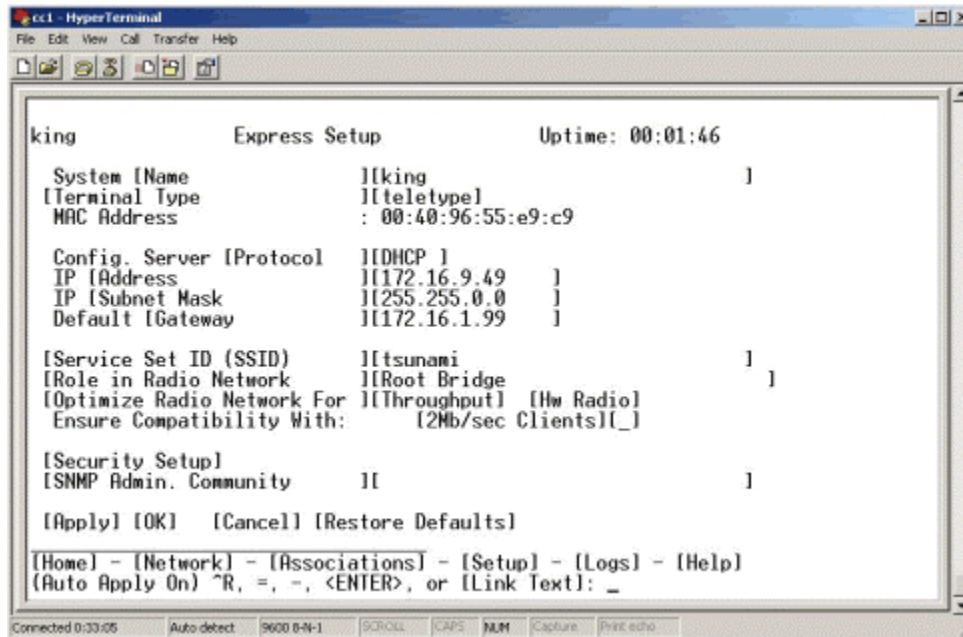 cc1 - HyperTerminal
File Edit View Call Transfer Help
king Express Setup Uptime: 00:01:46
System [Name ][king ]
[Terminal Type ][teletype]
MAC Address : 00:40:96:55:e9:c9
Config. Server [Protocol ][DHCP ]
IP [Address ][172.16.9.49 ]
IP [Subnet Mask ][255.255.0.0 ]
Default [Gateway ][172.16.1.99 ]
[Service Set ID (SSID) ][tsunami ]
[Role in Radio Network ][Root Bridge ]
[Optimize Radio Network For ][Throughput] [Hw Radio]
Ensure Compatibility With: [2Mb/sec Clients][_]
[Security Setup]
[SNMP Admin. Community ][ ]
[Apply] [OK] [Cancel] [Restore Defaults]
[Home] - [Network] - [Associations] - [Setup] - [Logs] - [Help]
(Auto Apply On) ^R, =, -, <ENTER>, or [Link Text]: _
Connected 0:33:05 Auto detect 9600 8-N-1 SCROLL CAPS NUM Capture Print echo